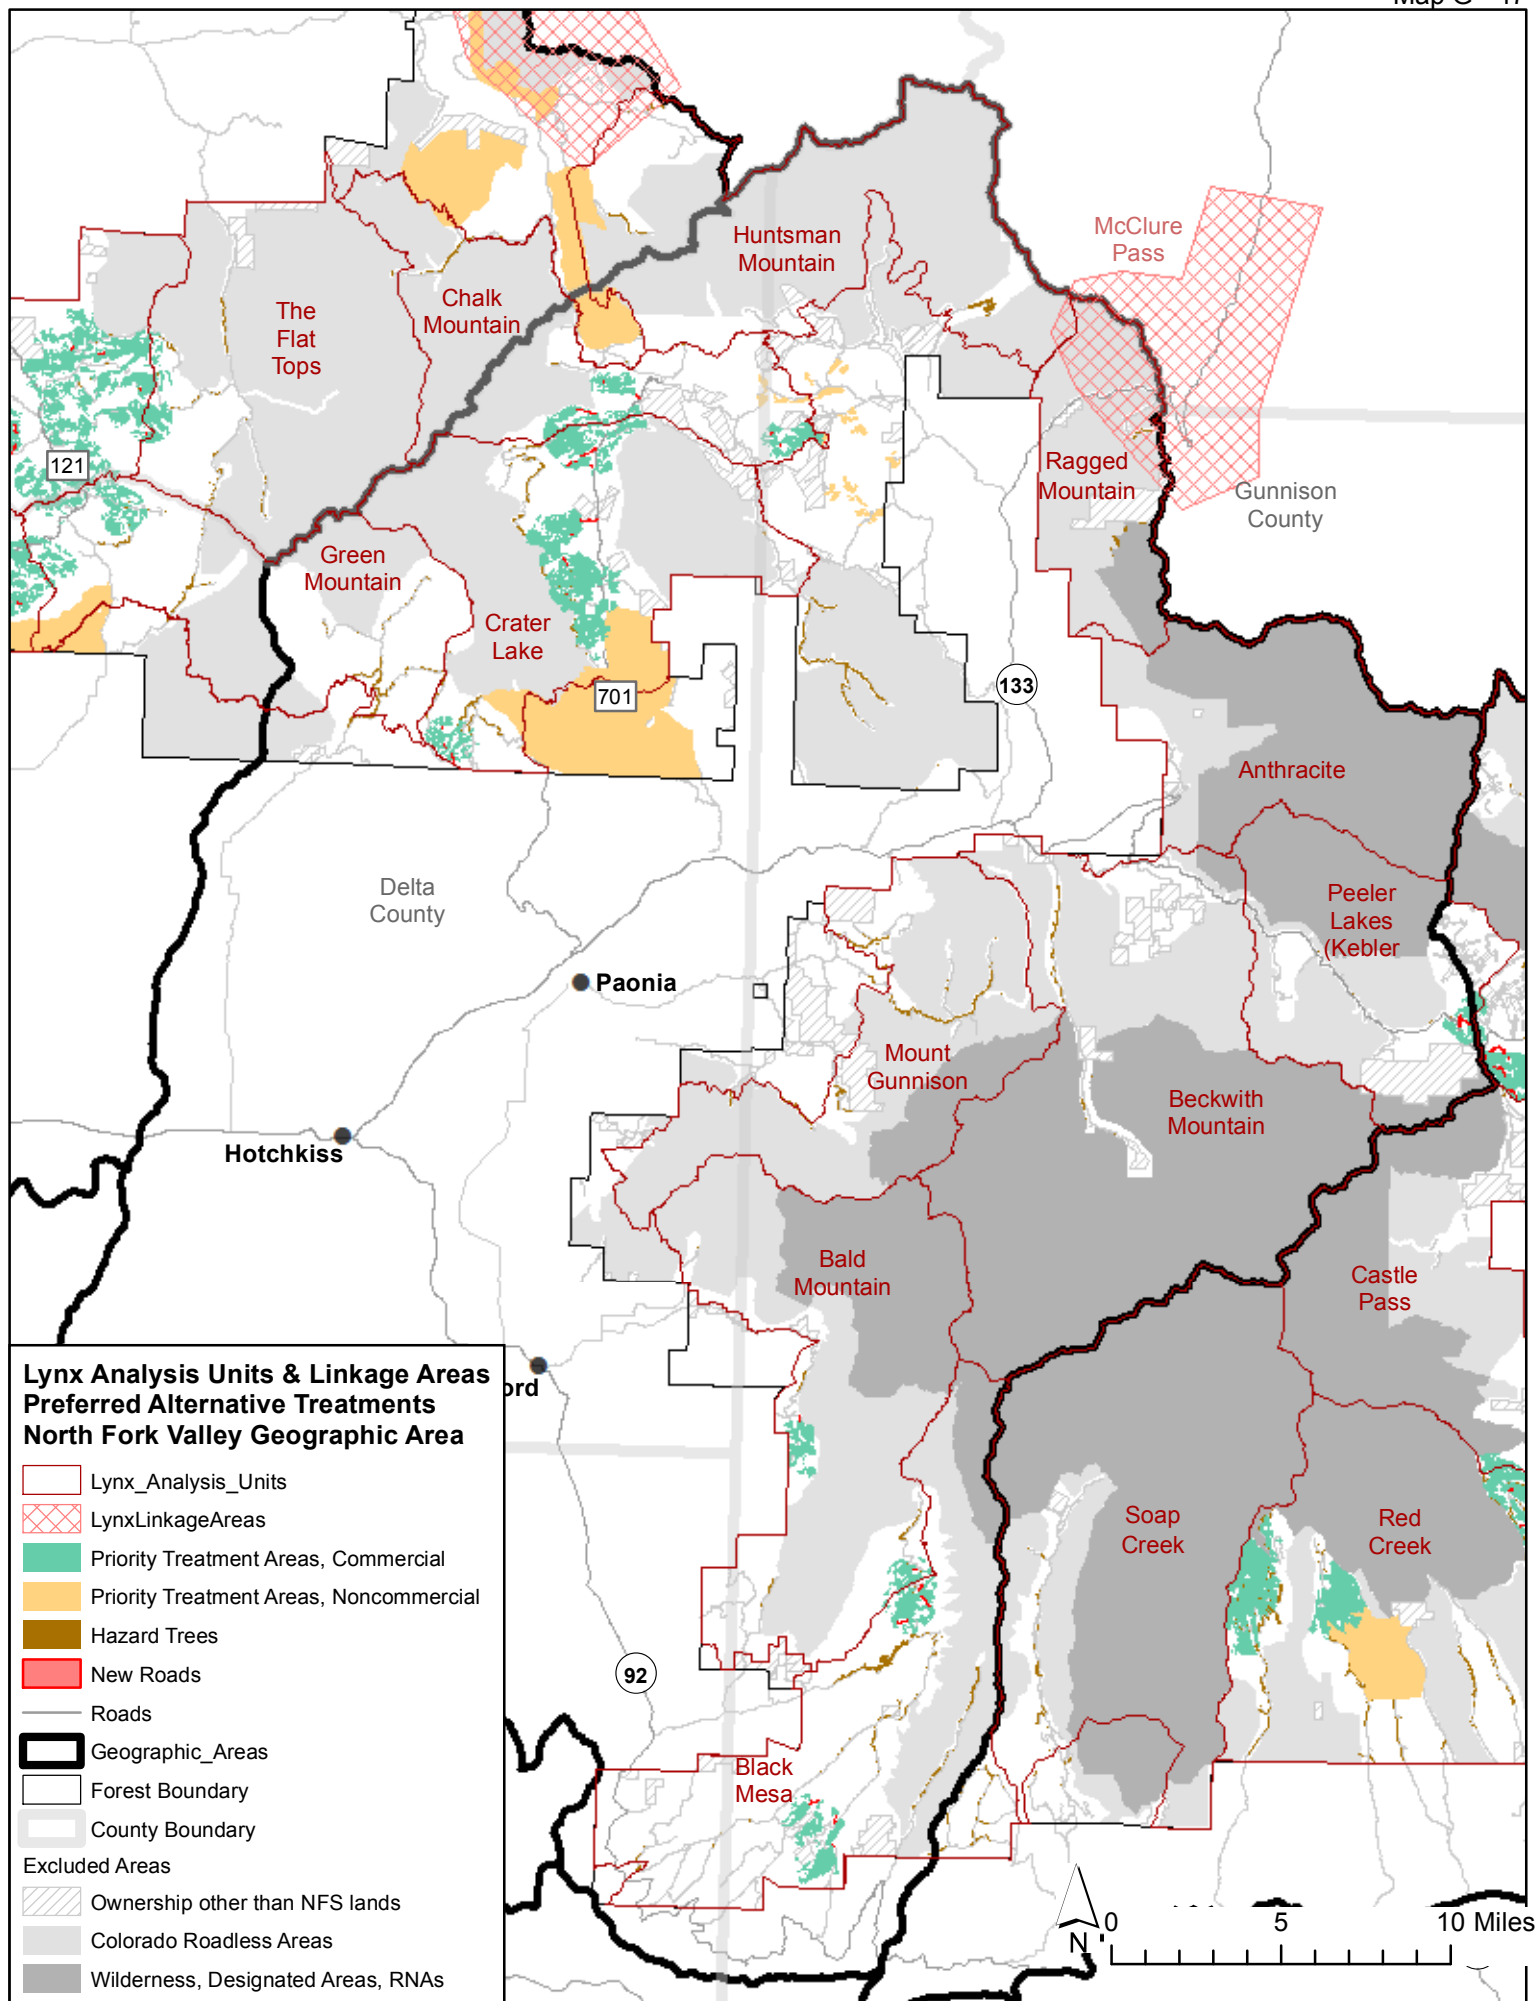 McClure
Pass
Huntsman
Mountain
The
Flat
Tops
Chalk
Mountain
121
Ragged
Mountain
Gunnison
County
Green
Mountain
Crater
Lake
701
133
Anthracite
Delta
County
Peeler
Lakes
(Kebler
Paonia
Mount
Gunnison
Beckwith
Mountain
Hotchkiss
Bald
Mountain
Castle
Pass
ord
Soap
Creek
Red
Creek
92
Black
Mesa
Lynx Analysis Units & Linkage Areas
Preferred Alternative Treatments
North Fork Valley Geographic Area
Lynx_Analysis_Units
LynxLinkageAreas
Priority Treatment Areas, Commercial
Priority Treatment Areas, Noncommercial
Hazard Trees
New Roads
Roads
Geographic_Areas
Forest Boundary
County Boundary
Excluded Areas
Ownership other than NFS lands
Colorado Roadless Areas
Wilderness, Designated Areas, RNAs
N
0 5 10 Miles